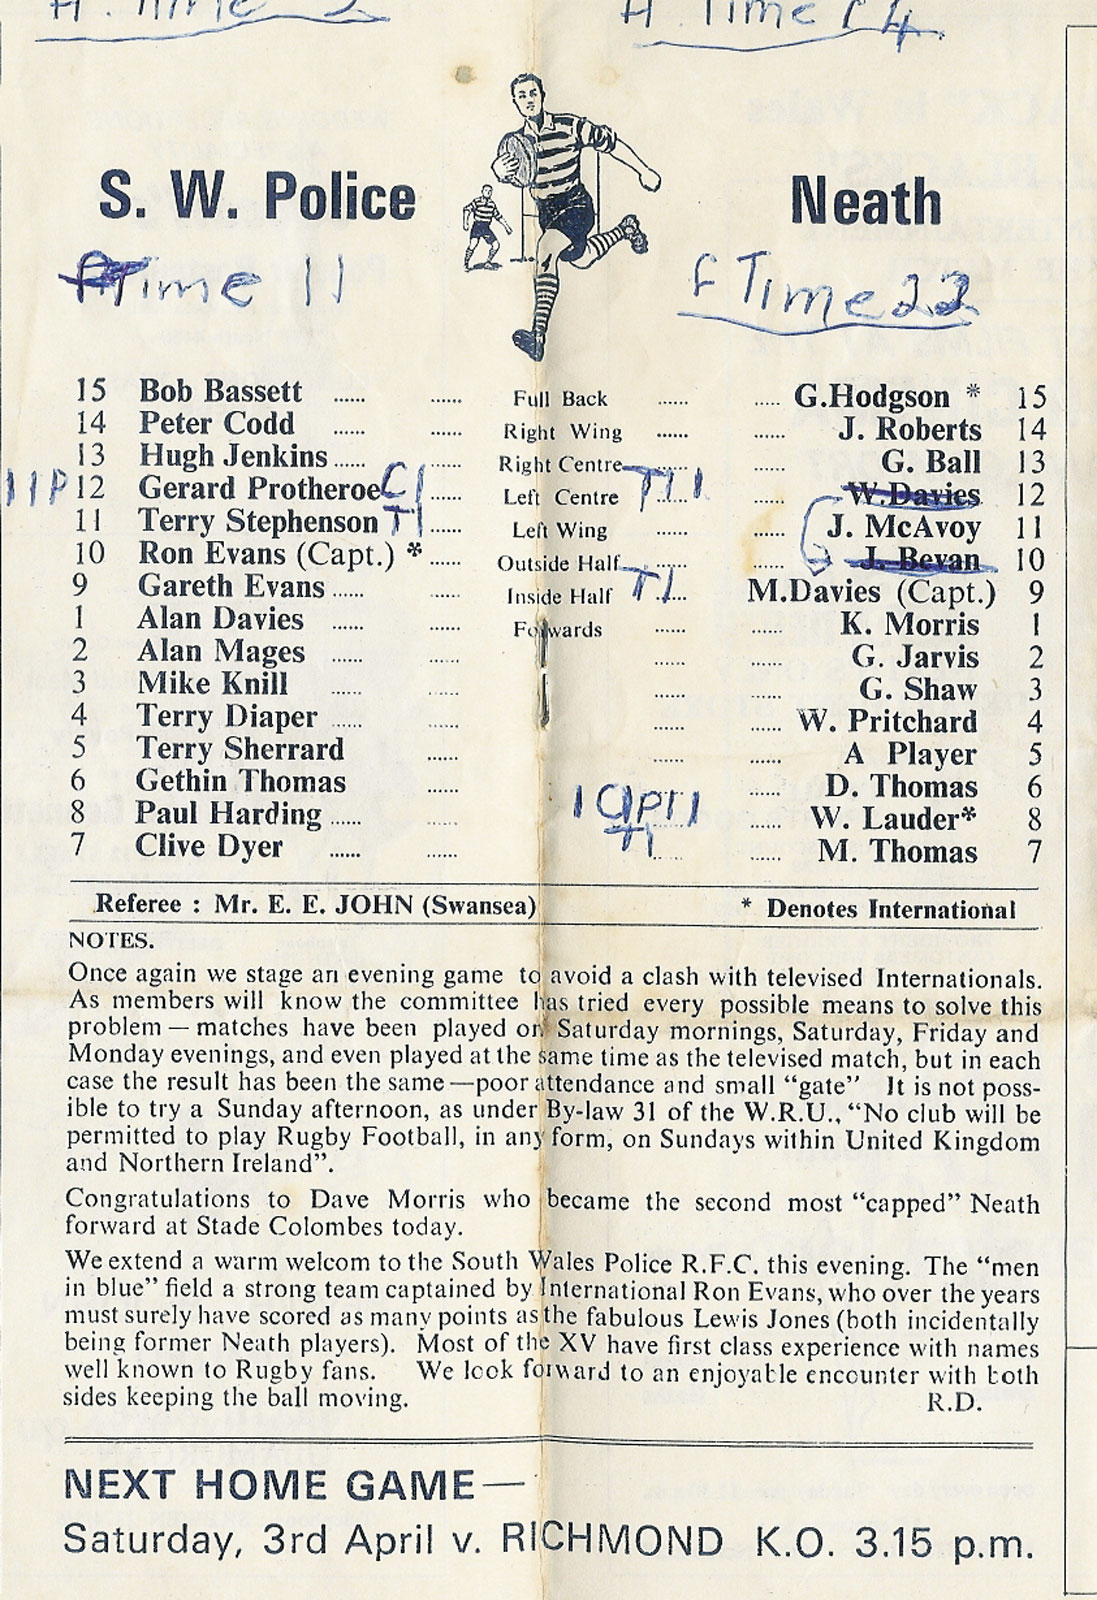 H. Time
H Time 4
S. W. Police
Neath
Time 11
F Time 22
15 Bob Bassett ...... ...... Full Back ...... ..... G.Hodgson * 15
14 Peter Codd ...... ...... Right Wing ...... ...... J. Roberts 14
13 Hugh Jenkins ...... ...... Right Centre ...... ...... G. Ball 13
11P 12 Gerard Protheroe C1 ...... Left Centre T11 ...... W.Davies 12
11 Terry Stephenson T1 ...... Left Wing ...... ...... J. McAvoy 11
10 Ron Evans (Capt.) * ...... Outside Half ...... ...... J. Bevan 10
9 Gareth Evans ...... ...... Inside Half T1 ...... M.Davies (Capt.) 9
1 Alan Davies ...... ...... Forwards ...... ...... K. Morris 1
2 Alan Mages ...... ...... ...... ...... G. Jarvis 2
3 Mike Knill ...... ...... ...... ...... G. Shaw 3
4 Terry Diaper ...... ...... ...... ...... W. Pritchard 4
5 Terry Sherrard ...... ...... ...... A Player 5
6 Gethin Thomas ...... 1C1P11 ...... D. Thomas 6
8 Paul Harding ...... ...... T1 ...... W. Lauder* 8
7 Clive Dyer ...... ...... ...... ...... M. Thomas 7
Referee : Mr. E. E. JOHN (Swansea) * Denotes International
NOTES.
Once again we stage an evening game to avoid a clash with televised Internationals.
As members will know the committee has tried every possible means to solve this
problem — matches have been played on Saturday mornings, Saturday, Friday and
Monday evenings, and even played at the same time as the televised match, but in each
case the result has been the same—poor attendance and small “gate” It is not poss-
ible to try a Sunday afternoon, as under By-law 31 of the W.R.U., “No club will be
permitted to play Rugby Football, in any form, on Sundays within United Kingdom
and Northern Ireland”.
Congratulations to Dave Morris who became the second most “capped” Neath
forward at Stade Colombes today.
We extend a warm welcom to the South Wales Police R.F.C. this evening. The “men
in blue” field a strong team captained by International Ron Evans, who over the years
must surely have scored as many points as the fabulous Lewis Jones (both incidentally
being former Neath players). Most of the XV have first class experience with names
well known to Rugby fans. We look forward to an enjoyable encounter with both
sides keeping the ball moving. R.D.
NEXT HOME GAME—
Saturday, 3rd April v. RICHMOND K.O. 3.15 p.m.